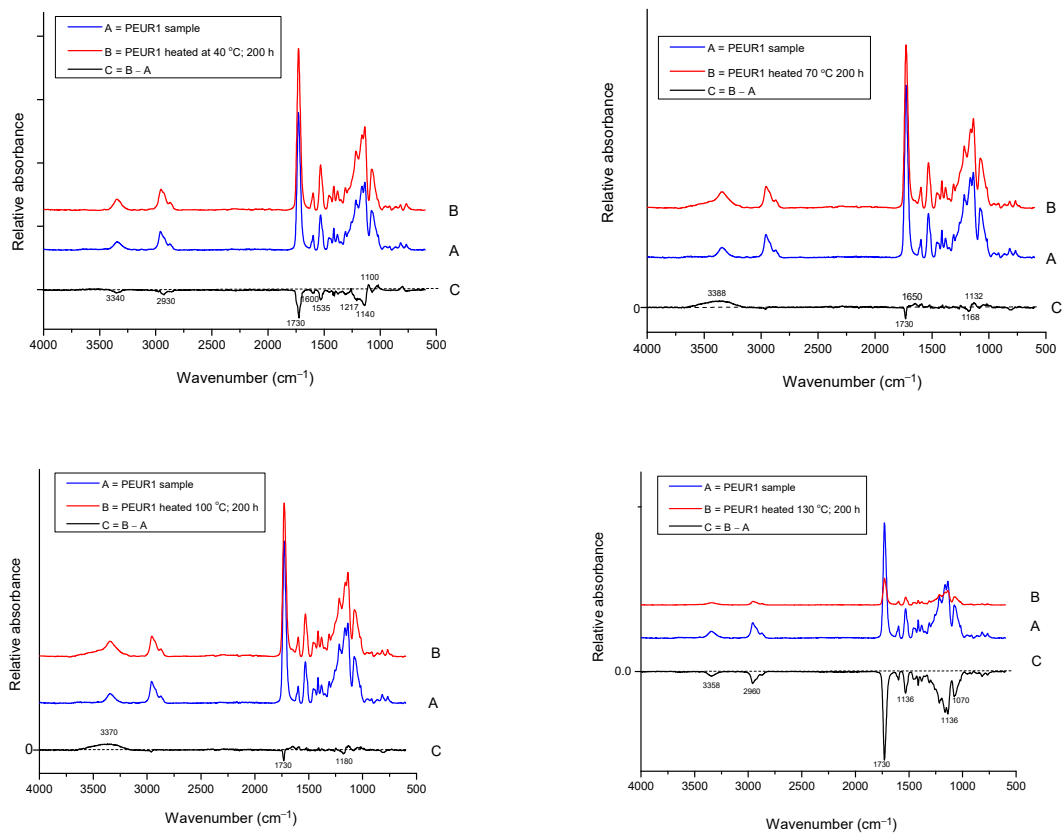 A = PEUR1 sample
B = PEUR1 heated at 40 °C; 200 h
C = B – A
Relative absorbance
B
A
C
1100
3340
2930
1600
1535
1217
1140
1730
4000 3500 3000 2500 2000 1500 1000 500
Wavenumber (cm⁻¹)
A = PEUR1 sample
B = PEUR1 heated 70 °C 200 h
C = B – A
Relative absorbance
B
A
C
0
3388
1650
1132
1730
1168
4000 3500 3000 2500 2000 1500 1000 500
Wavenumber (cm⁻¹)
A = PEUR1 sample
B = PEUR1 heated 100 °C; 200 h
C = B – A
Relative absorbance
B
A
C
0
3370
1730
1180
4000 3500 3000 2500 2000 1500 1000 500
Wavenumber (cm⁻¹)
A = PEUR1 sample
B = PEUR1 heated 130 °C; 200 h
C = B – A
Relative absorbance
B
A
C
0.0
3358
2960
1136
1070
1136
1730
4000 3500 3000 2500 2000 1500 1000 500
Wavenumber (cm⁻¹)